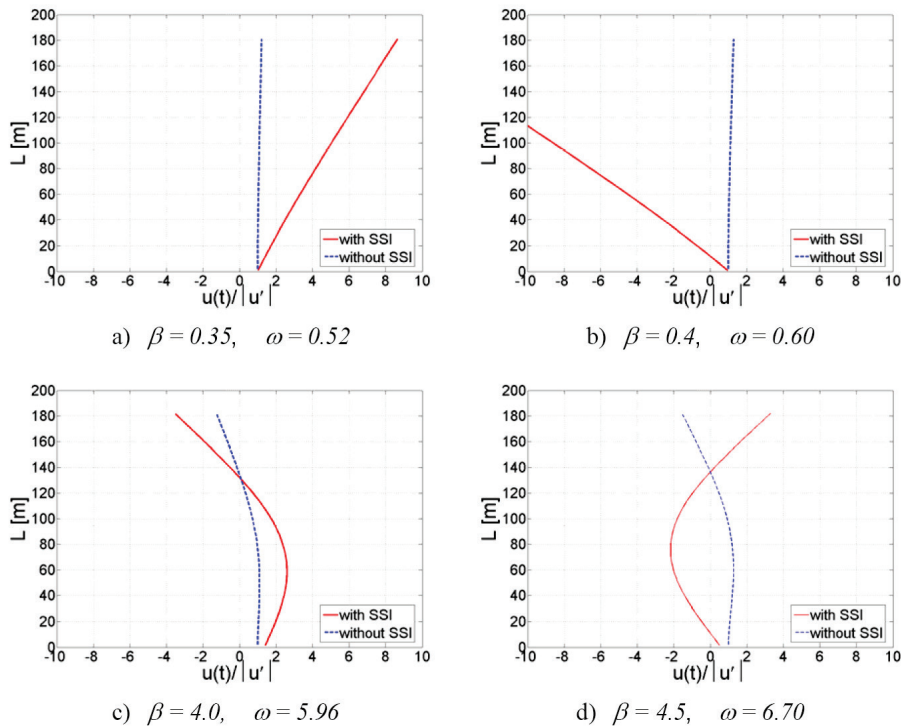 200
180
160
140
120
100
80
60
40
20
0
L [m]
with SSI
without SSI
-10 -8 -6 -4 -2 0 2 4 6 8 10
u(t)/|u'|
a) β = 0.35, ω = 0.52
200
180
160
140
120
100
80
60
40
20
0
L [m]
with SSI
without SSI
-10 -8 -6 -4 -2 0 2 4 6 8 10
u(t)/|u'|
b) β = 0.4, ω = 0.60
200
180
160
140
120
100
80
60
40
20
0
L [m]
with SSI
without SSI
-10 -8 -6 -4 -2 0 2 4 6 8 10
u(t)/|u'|
c) β = 4.0, ω = 5.96
200
180
160
140
120
100
80
60
40
20
0
L [m]
with SSI
without SSI
-10 -8 -6 -4 -2 0 2 4 6 8 10
u(t)/|u'|
d) β = 4.5, ω = 6.70